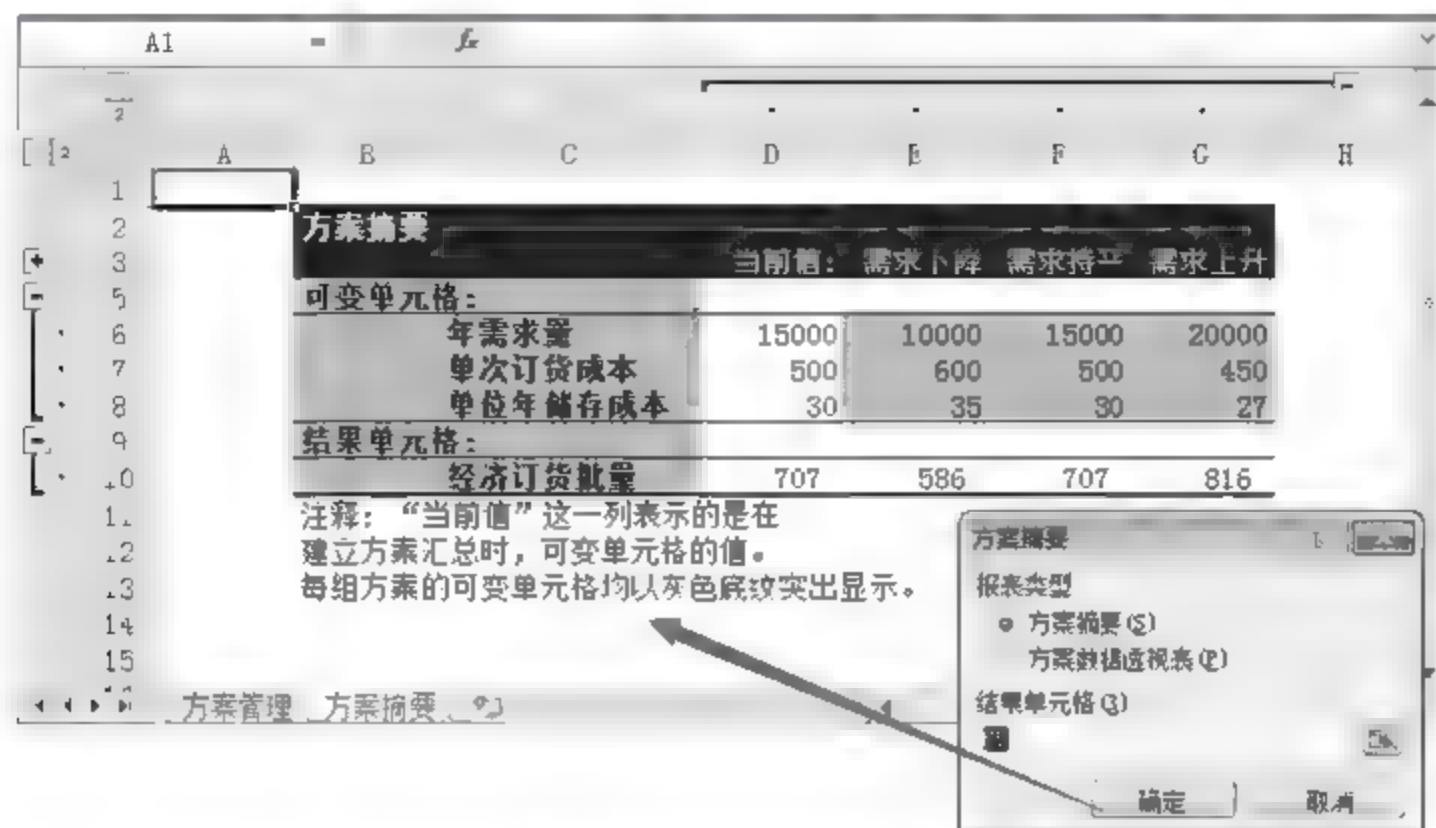 A1 = fx
2
2 A B C D E F G H
1
2 方案摘要
3 当前值: 需求下降 需求持平 需求上升
5 可变单元格:
6 年需求量 15000 10000 15000 20000
7 单次订货成本 500 600 500 450
8 单位年储存成本 30 35 30 27
9 结果单元格:
10 经济订货批量 707 586 707 816
11 注释: “当前值”这一列表示的是在
12 建立方案汇总时, 可变单元格的值。
13 每组方案的可变单元格均以灰色底纹突出显示。
14
15
方案管理 方案摘要
方案摘要
报表类型
方案摘要(S)
方案数据透视表(P)
结果单元格(R)
确定 取消